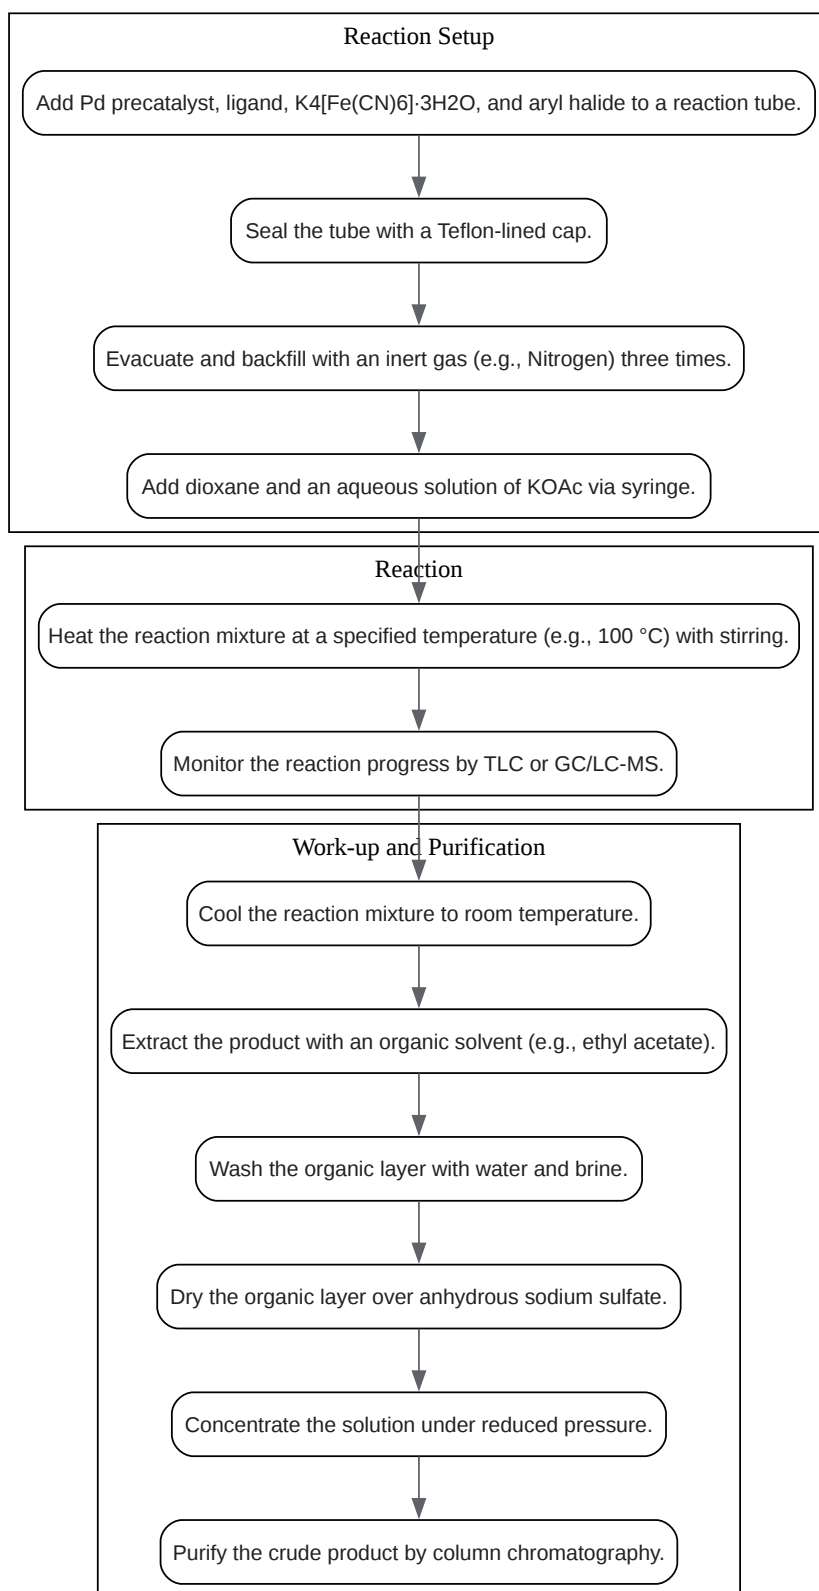 Reaction Setup
Add Pd precatalyst, ligand, K4[Fe(CN)6]·3H2O, and aryl halide to a reaction tube.
Seal the tube with a Teflon-lined cap.
Evacuate and backfill with an inert gas (e.g., Nitrogen) three times.
Add dioxane and an aqueous solution of KOAc via syringe.
Reaction
Heat the reaction mixture at a specified temperature (e.g., 100 °C) with stirring.
Monitor the reaction progress by TLC or GC/LC-MS.
Work-up and Purification
Cool the reaction mixture to room temperature.
Extract the product with an organic solvent (e.g., ethyl acetate).
Wash the organic layer with water and brine.
Dry the organic layer over anhydrous sodium sulfate.
Concentrate the solution under reduced pressure.
Purify the crude product by column chromatography.